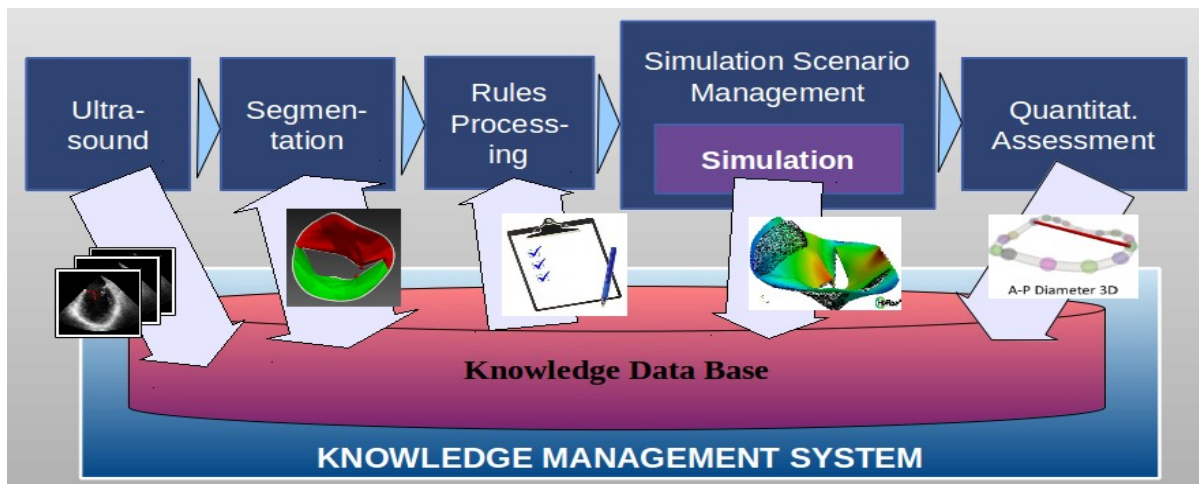 Ultra-
sound
Segmen-
tation
Rules
Process-
ing
Simulation Scenario
Management
Simulation
Quantitat.
Assessment
A-P Diameter 3D
Knowledge Data Base
KNOWLEDGE MANAGEMENT SYSTEM